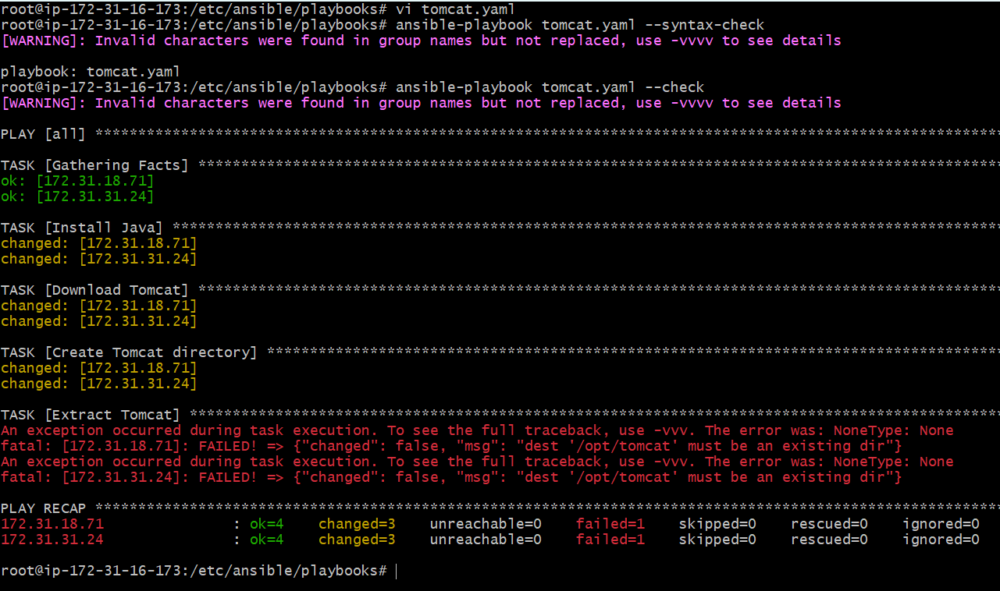 root@ip-172-31-16-173:/etc/ansible/playbooks# vi tomcat.yaml
root@ip-172-31-16-173:/etc/ansible/playbooks# ansible-playbook tomcat.yaml --syntax-check
[WARNING]: Invalid characters were found in group names but not replaced, use -vvvv to see details
playbook: tomcat.yaml
root@ip-172-31-16-173:/etc/ansible/playbooks# ansible-playbook tomcat.yaml --check
[WARNING]: Invalid characters were found in group names but not replaced, use -vvvv to see details
PLAY [all] **********************************************************************************************************
TASK [Gathering Facts] **********************************************************************************************
ok: [172.31.18.71]
ok: [172.31.31.24]
TASK [Install Java] *************************************************************************************************
changed: [172.31.18.71]
changed: [172.31.31.24]
TASK [Download Tomcat] **********************************************************************************************
changed: [172.31.18.71]
changed: [172.31.31.24]
TASK [Create Tomcat directory] **************************************************************************************
changed: [172.31.18.71]
changed: [172.31.31.24]
TASK [Extract Tomcat] ***********************************************************************************************
An exception occurred during task execution. To see the full traceback, use -vvv. The error was: NoneType: None
fatal: [172.31.18.71]: FAILED! => {"changed": false, "msg": "dest '/opt/tomcat' must be an existing dir"}
An exception occurred during task execution. To see the full traceback, use -vvv. The error was: NoneType: None
fatal: [172.31.31.24]: FAILED! => {"changed": false, "msg": "dest '/opt/tomcat' must be an existing dir"}
PLAY RECAP **********************************************************************************************************
172.31.18.71 : ok=4 changed=3 unreachable=0 failed=1 skipped=0 rescued=0 ignored=0
172.31.31.24 : ok=4 changed=3 unreachable=0 failed=1 skipped=0 rescued=0 ignored=0
root@ip-172-31-16-173:/etc/ansible/playbooks#